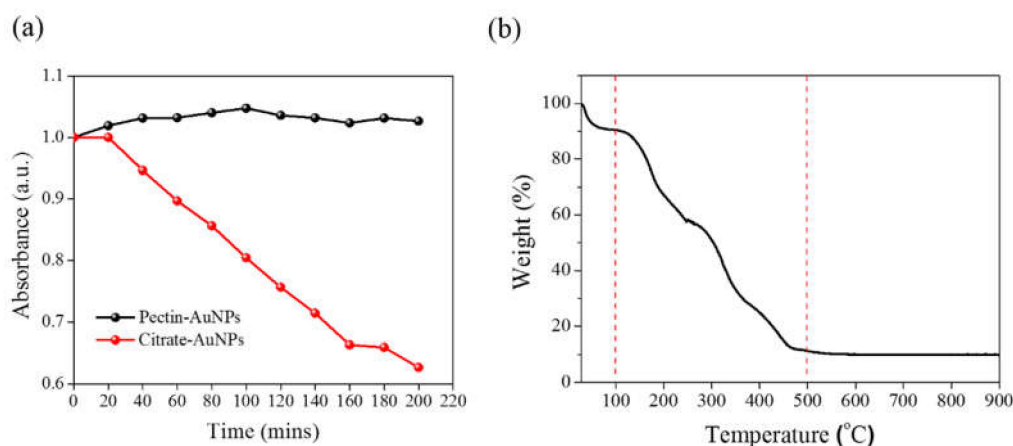 (a)
1.1
1.0
0.9
0.8
0.7
0.6
Absorbance (a.u.)
Pectin-AuNPs
Citrate-AuNPs
0 20 40 60 80 100 120 140 160 180 200 220
Time (mins)
(b)
100
80
60
40
20
0
Weight (%)
100 200 300 400 500 600 700 800 900
Temperature (°C)